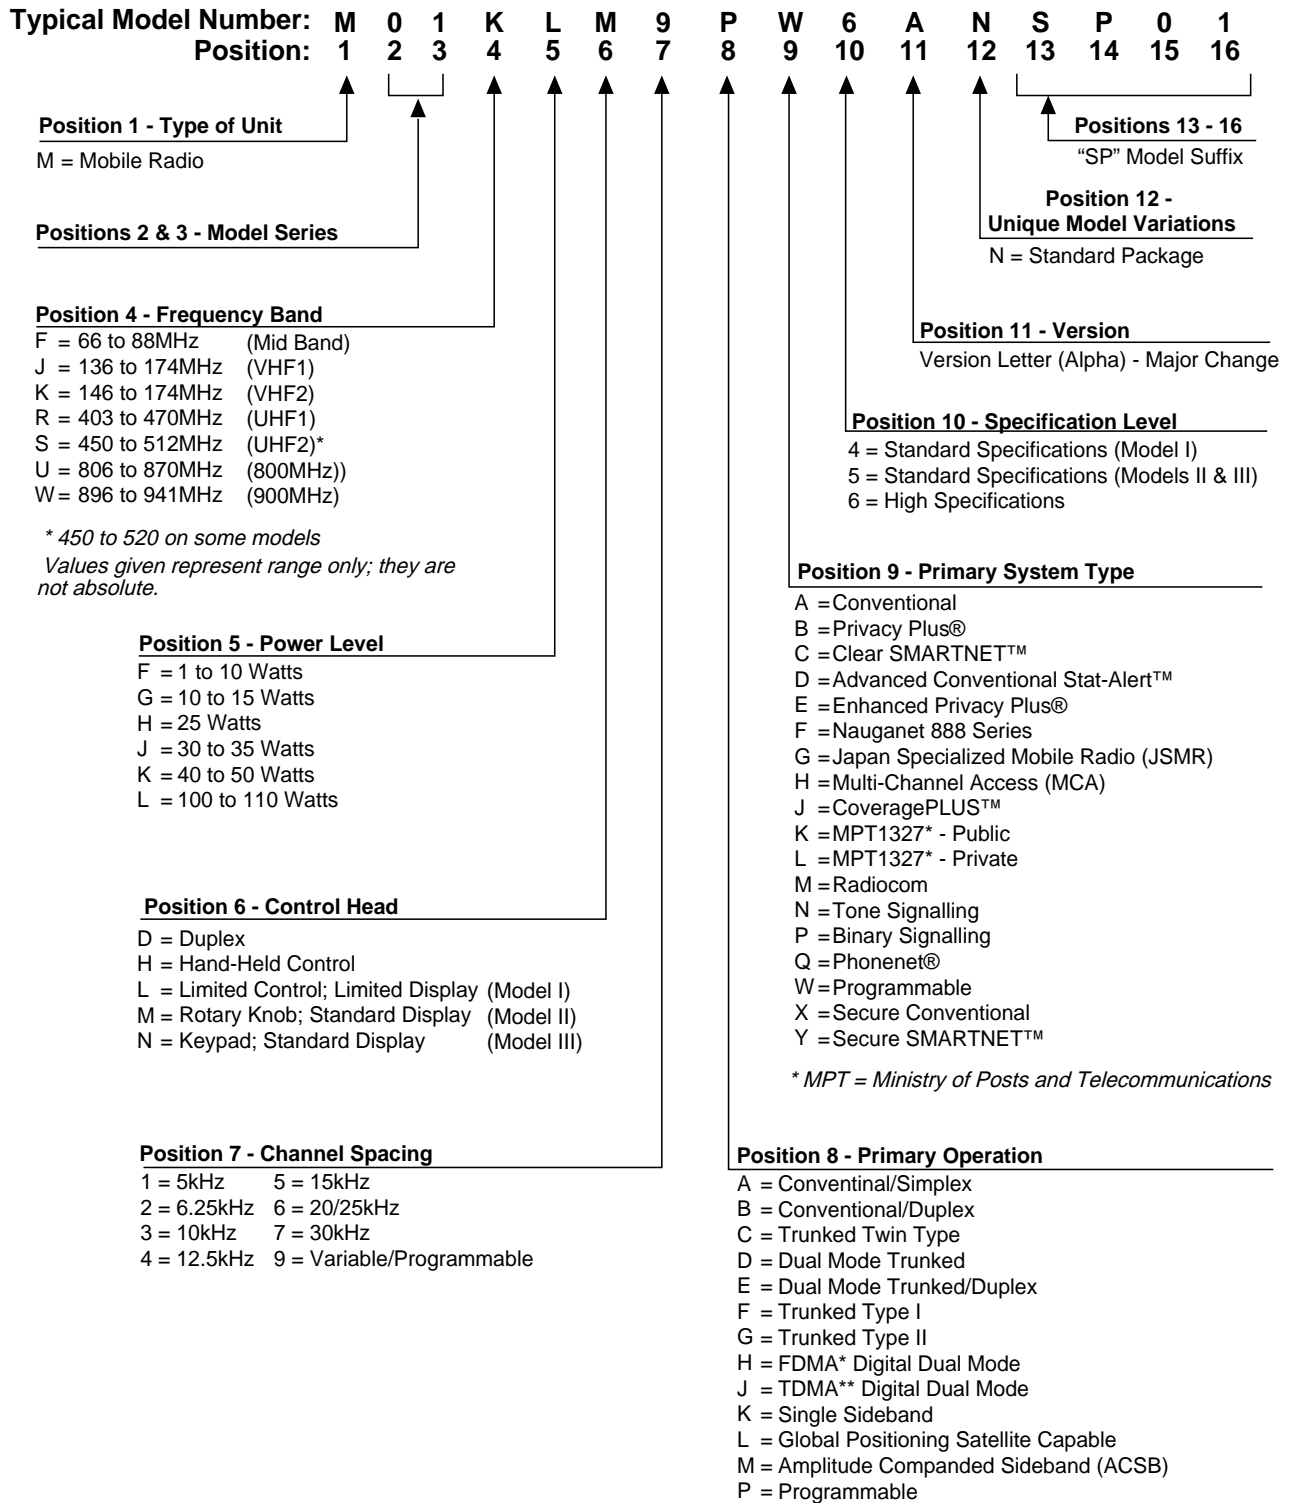 Typical Model Number: M 0 1 K L M 9 P W 6 A N S P 0 1
Position: 1 2 3 4 5 6 7 8 9 10 11 12 13 14 15 16
Position 1 - Type of Unit
M = Mobile Radio
Positions 2 & 3 - Model Series
Position 4 - Frequency Band
F = 66 to 88MHz (Mid Band)
J = 136 to 174MHz (VHF1)
K = 146 to 174MHz (VHF2)
R = 403 to 470MHz (UHF1)
S = 450 to 512MHz (UHF2)*
U = 806 to 870MHz (800MHz))
W = 896 to 941MHz (900MHz)
* 450 to 520 on some models
Values given represent range only; they are
not absolute.
Position 5 - Power Level
F = 1 to 10 Watts
G = 10 to 15 Watts
H = 25 Watts
J = 30 to 35 Watts
K = 40 to 50 Watts
L = 100 to 110 Watts
Position 6 - Control Head
D = Duplex
H = Hand-Held Control
L = Limited Control; Limited Display (Model I)
M = Rotary Knob; Standard Display (Model II)
N = Keypad; Standard Display (Model III)
Position 7 - Channel Spacing
1 = 5kHz 5 = 15kHz
2 = 6.25kHz 6 = 20/25kHz
3 = 10kHz 7 = 30kHz
4 = 12.5kHz 9 = Variable/Programmable
Positions 13 - 16
“SP” Model Suffix
Position 12 -
Unique Model Variations
N = Standard Package
Position 11 - Version
Version Letter (Alpha) - Major Change
Position 10 - Specification Level
4 = Standard Specifications (Model I)
5 = Standard Specifications (Models II & III)
6 = High Specifications
Position 9 - Primary System Type
A = Conventional
B = Privacy Plus®
C = Clear SMARTNET™
D = Advanced Conventional Stat-Alert™
E = Enhanced Privacy Plus®
F = Nauganet 888 Series
G = Japan Specialized Mobile Radio (JSMR)
H = Multi-Channel Access (MCA)
J = CoveragePLUS™
K = MPT1327* - Public
L = MPT1327* - Private
M = Radiocom
N = Tone Signalling
P = Binary Signalling
Q = Phonenet®
W = Programmable
X = Secure Conventional
Y = Secure SMARTNET™
* MPT = Ministry of Posts and Telecommunications
Position 8 - Primary Operation
A = Conventinal/Simplex
B = Conventional/Duplex
C = Trunked Twin Type
D = Dual Mode Trunked
E = Dual Mode Trunked/Duplex
F = Trunked Type I
G = Trunked Type II
H = FDMA* Digital Dual Mode
J = TDMA** Digital Dual Mode
K = Single Sideband
L = Global Positioning Satellite Capable
M = Amplitude Companded Sideband (ACSB)
P = Programmable